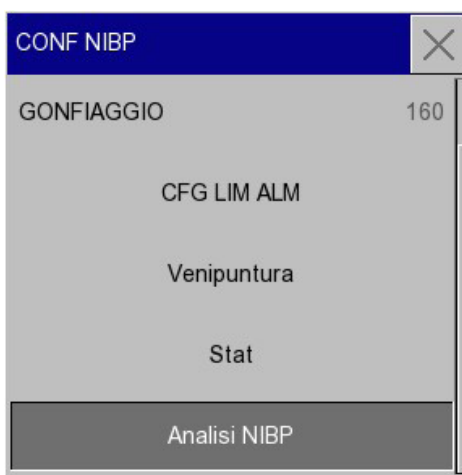 CONF NIBP
GONFIAGGIO 160
CFG LIM ALM
Venipuntura
Stat
Analisi NIBP